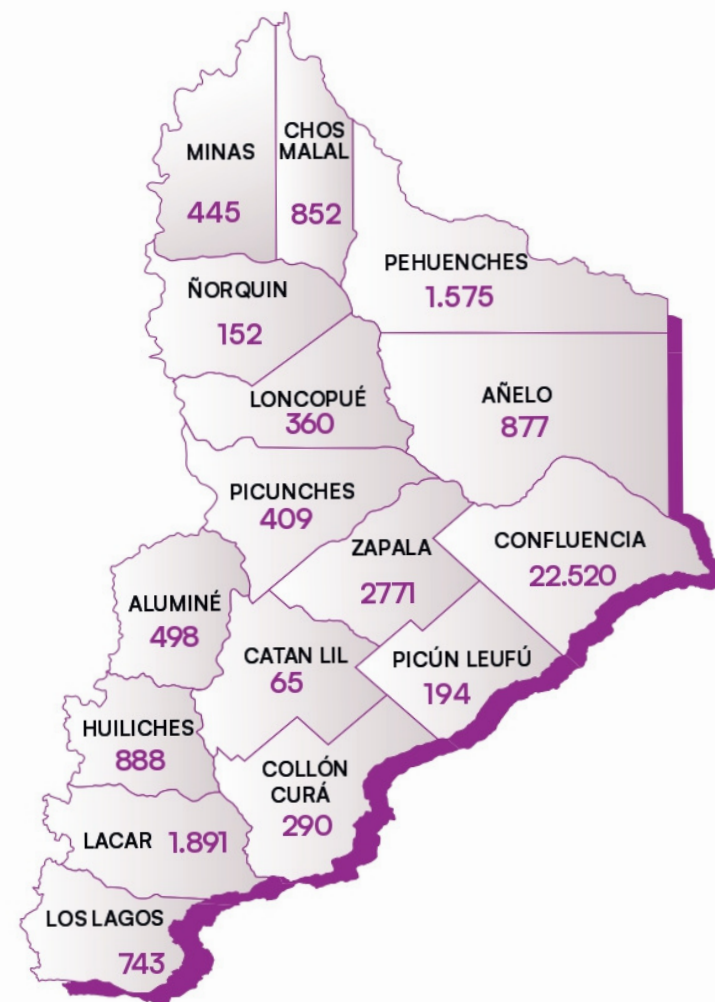 MINAS
445
CHOS
MALAL
852
PEHUENCHES
1.575
ÑORQUIN
152
LONCOPUÉ
360
AÑELO
877
PICUNCHES
409
ZAPALA
2771
CONFLUENCIA
22.520
ALUMINÉ
498
CATAN LIL
65
PICÚN LEUFÚ
194
HUILICHES
888
COLLÓN
CURÁ
290
LACAR 1.891
LOS LAGOS
743